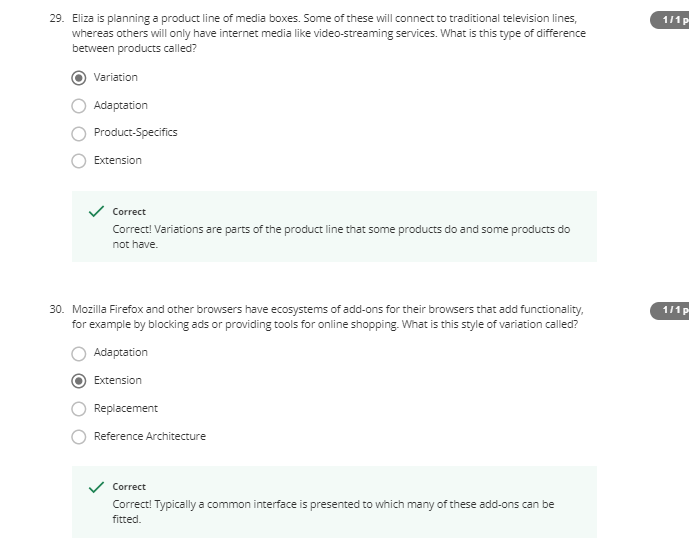 29. Eliza is planning a product line of media boxes. Some of these will connect to traditional television lines,
1 / 1 p
whereas others will only have internet media like video-streaming services. What is this type of difference
between products called?
Variation
Adaptation
Product-Specifics
Extension
Correct
Correct! Variations are parts of the product line that some products do and some products do
not have.
30. Mozilla Firefox and other browsers have ecosystems of add-ons for their browsers that add functionality,
1 / 1 p
for example by blocking ads or providing tools for online shopping. What is this style of variation called?
Adaptation
Extension
Replacement
Reference Architecture
Correct
Correct! Typically a common interface is presented to which many of these add-ons can be
fitted.